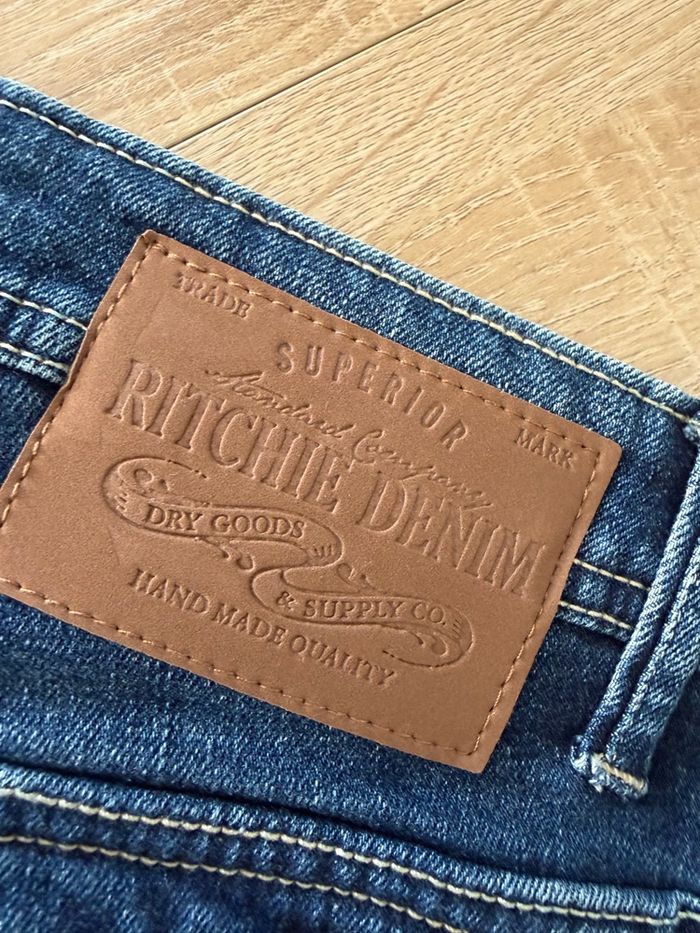 TRADE MARK
SUPERIOR
Standard Company
RITCHIE DENIM
DRY GOODS
& SUPPLY CO.
HAND MADE QUALITY